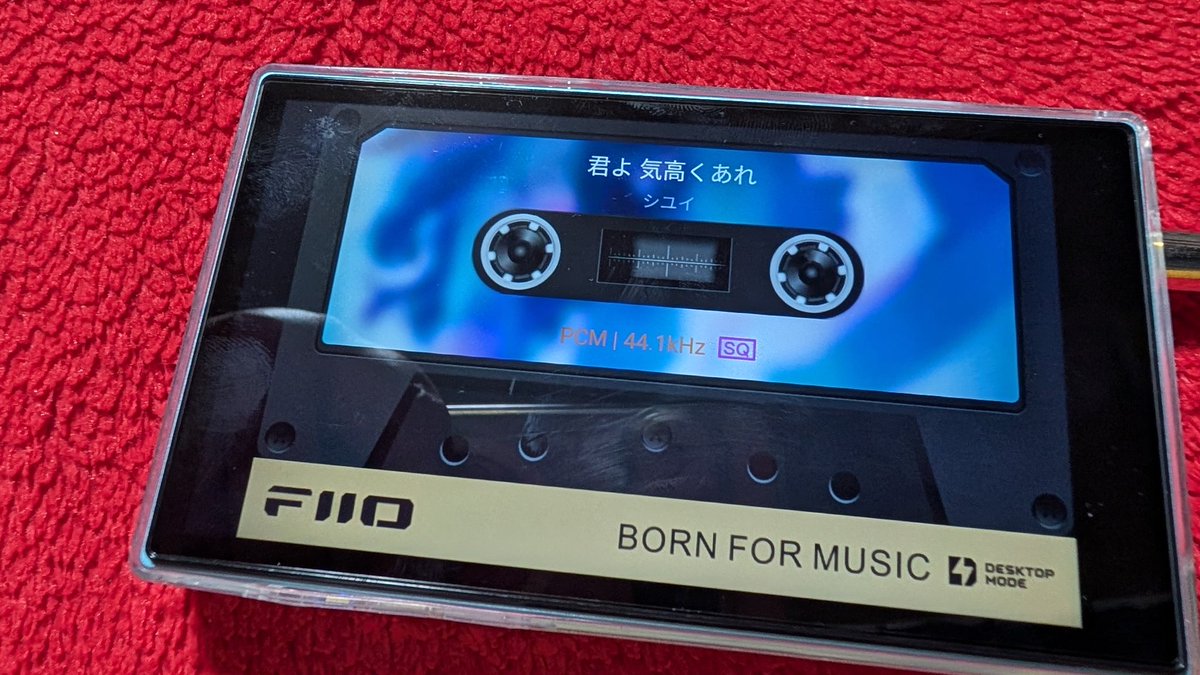 君よ 気高くあれ
シユイ
PCM | 44.1kHz SQ
FIIO
BORN FOR MUSIC DESKTOP MODE